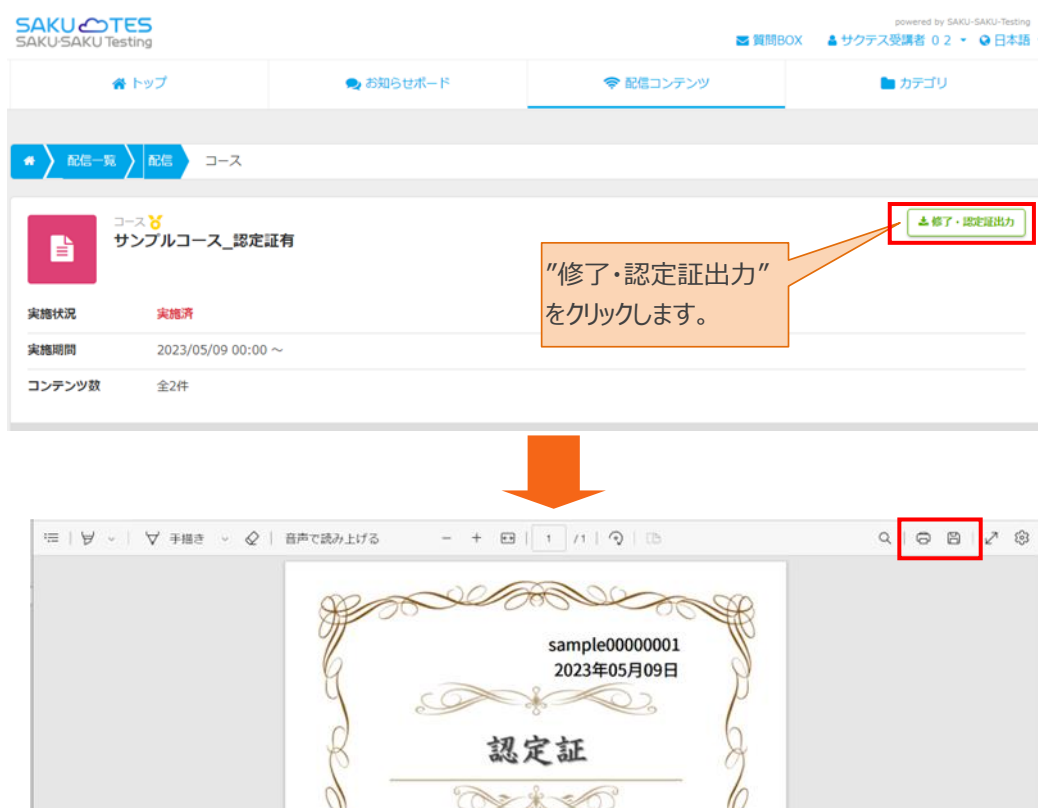 SAKU TES
SAKU-SAKU Testing
powered by SAKU-SAKU-Testing
質問BOX サクテス受講者 0 2 日本語
トップ お知らせボード 配信コンテンツ カテゴリ
配信一覧 配信 コース
コース
サンプルコース_認定証有
修了・認定証出力
”修了・認定証出力”
をクリックします。
実施状況 実施済
実施期間 2023/05/09 00:00 ~
コンテンツ数 全2件
手描き 音声で読み上げる - + 1 /1
sample00000001
2023年05月09日
認定証